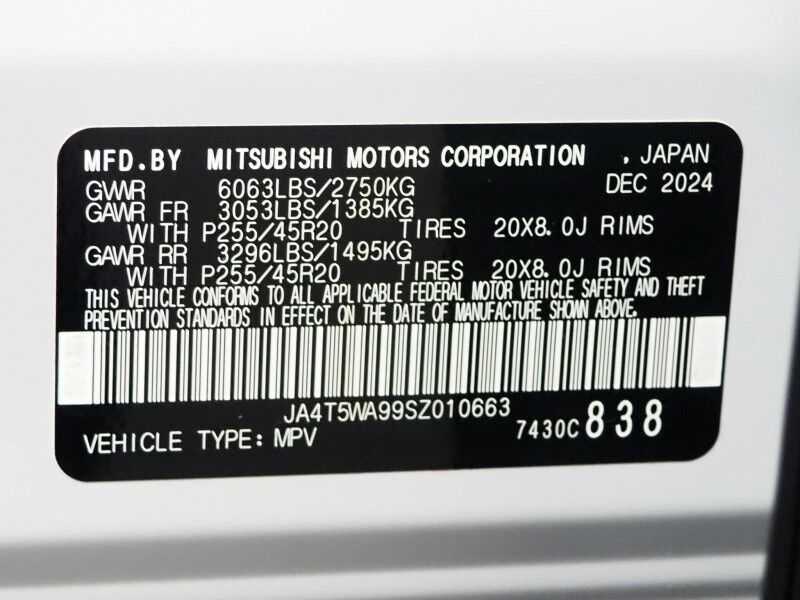 MFD.BY MITSUBISHI MOTORS CORPORATION , JAPAN
GVWR 6063LBS/2750KG DEC 2024
GAWR FR 3053LBS/1385KG
WITH P255/45R20 TIRES 20X8.0J RIMS
GAWR RR 3296LBS/1495KG
WITH P255/45R20 TIRES 20X8.0J RIMS
THIS VEHICLE CONFORMS TO ALL APPLICABLE FEDERAL MOTOR VEHICLE SAFETY AND THEFT
PREVENTION STANDARDS IN EFFECT ON THE DATE OF MANUFACTURE SHOWN ABOVE.
JA4T5WA99SZ010663
VEHICLE TYPE: MPV 7430C 838